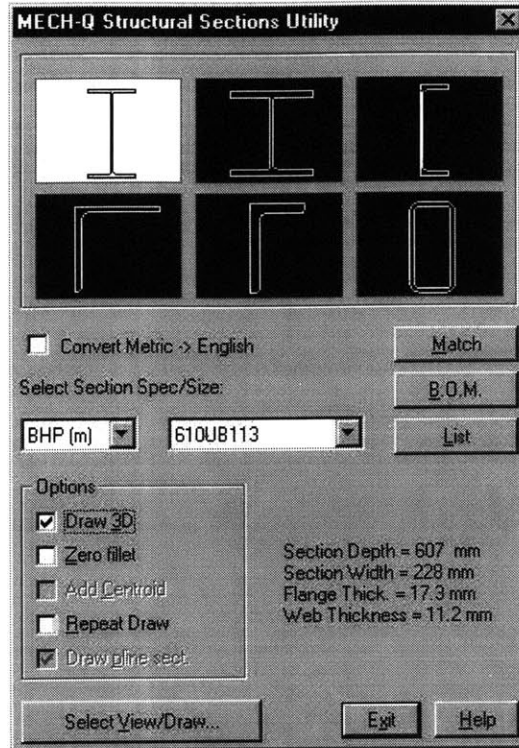 MECH-Q Structural Sections Utility
Convert Metric -> English
Match
Select Section Spec/Size:
B.O.M.
BHP (m)
610UB113
List
Options
Draw 3D
Zero fillet
Add Centroid
Repeat Draw
Draw pline sect.
Section Depth = 607 mm
Section Width = 228 mm
Flange Thick. = 17.3 mm
Web Thickness = 11.2 mm
Select View/Draw...
Exit
Help